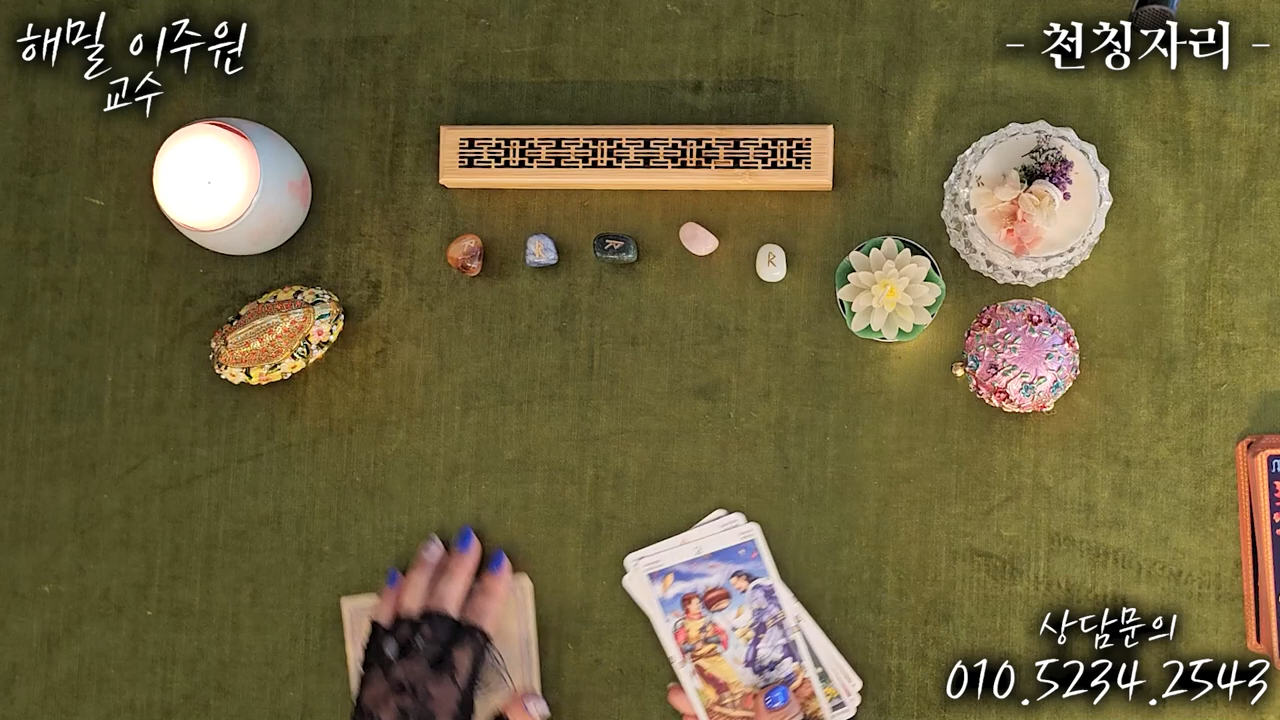 해밀 이주원
교수
- 천칭자리 -
상담문의
010.5234.2543